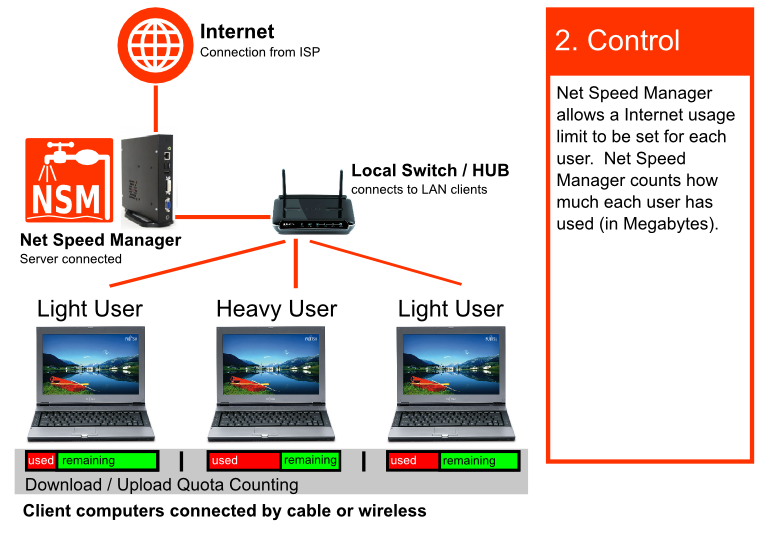 Internet
Connection from ISP
2. Control
Net Speed Manager
allows a Internet usage
limit to be set for each
user.  Net Speed
Manager counts how
much each user has
used (in Megabytes).
NSM
Local Switch / HUB
connects to LAN clients
Net Speed Manager
Server connected
Light User
Heavy User
Light User
FUJITSU
FUJITSU
FUJITSU
used remaining
used remaining
used remaining
Download / Upload Quota Counting
Client computers connected by cable or wireless